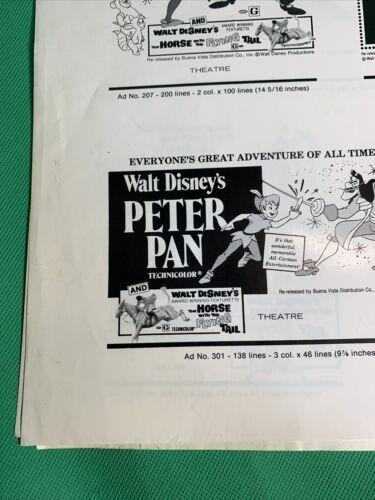 AND
AWARD WINNING FEATURETTE
WALT DISNEY'S
THE HORSE WITH THE FLYING TAIL
G TECHNICOLOR®
Re-released by Buena Vista Distribution Co., Inc. ©Walt Disney Productions
THEATRE
Ad No. 207 - 200 lines - 2 col. x 100 lines (14 5/16 inches)
EVERYONE'S GREAT ADVENTURE OF ALL TIME
Walt Disney's
PETER
PAN
TECHNICOLOR®
It's that
wonderful,
memorable
All-Cartoon
Entertainment!
AND
WALT DISNEY'S
AWARD WINNING FEATURETTE
THE HORSE
WITH THE
FLYING
TAIL
G TECHNICOLOR®
Re-released by Buena Vista Distribution Co.,
THEATRE
Ad No. 301 - 138 lines - 3 col. x 46 lines (9⅞ inches